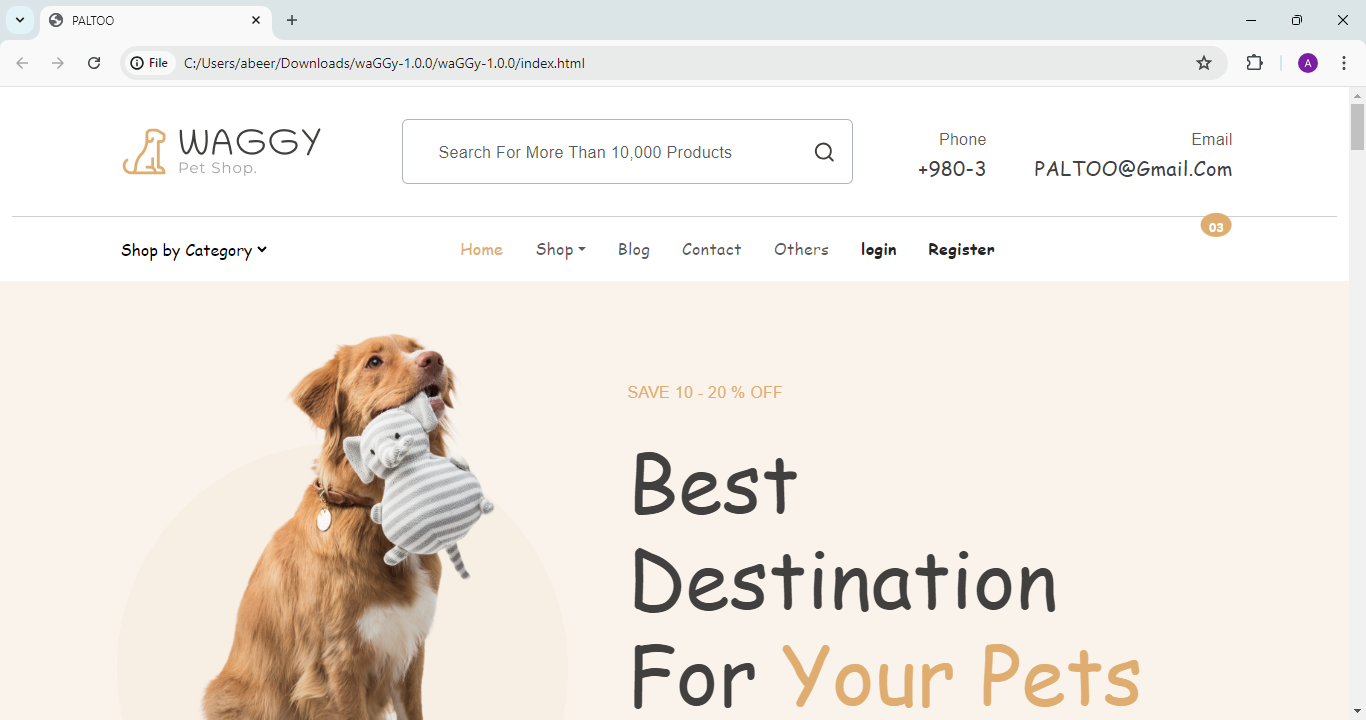 PALTOO
File C:/Users/abeer/Downloads/waGGy-1.0.0/waGGy-1.0.0/index.html
A
WAGGY
Pet Shop.
Search For More Than 10,000 Products
Phone
+980-3
Email
PALTOO@Gmail.Com
03
Shop by Category
Home Shop Blog Contact Others login Register
SAVE 10 - 20 % OFF
Best
Destination
For Your Pets